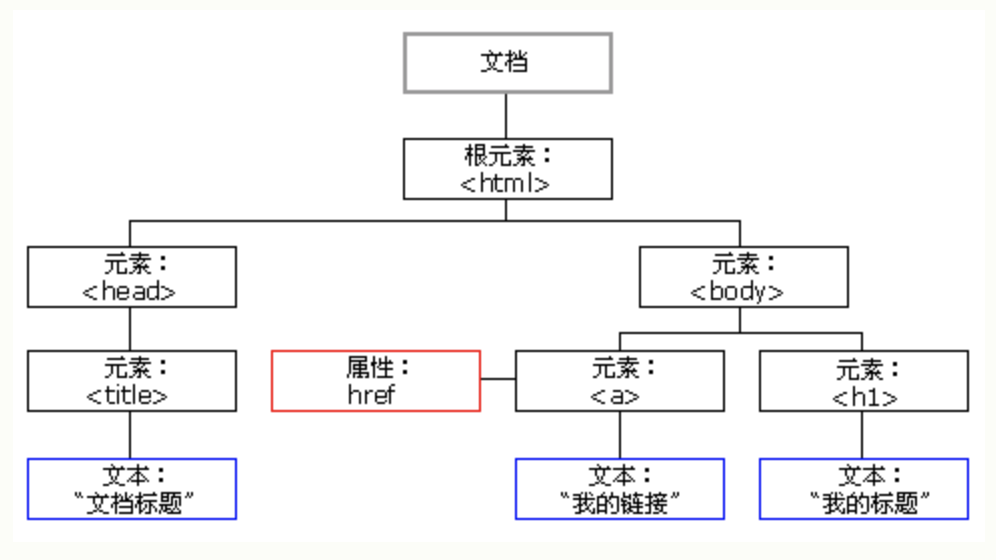 文档
根元素：
<html>
元素：
<head>
元素：
<body>
元素：
<title>
属性：
href
元素：
<a>
元素：
<h1>
文本：
“文档标题”
文本：
“我的链接”
文本：
“我的标题”